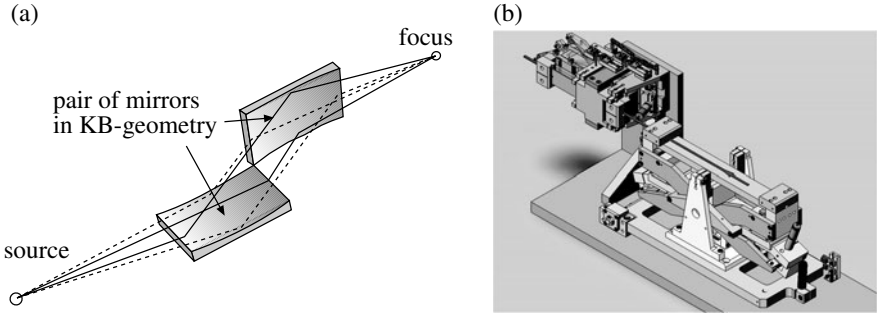 (a)
focus
pair of mirrors
in KB-geometry
source
(b)